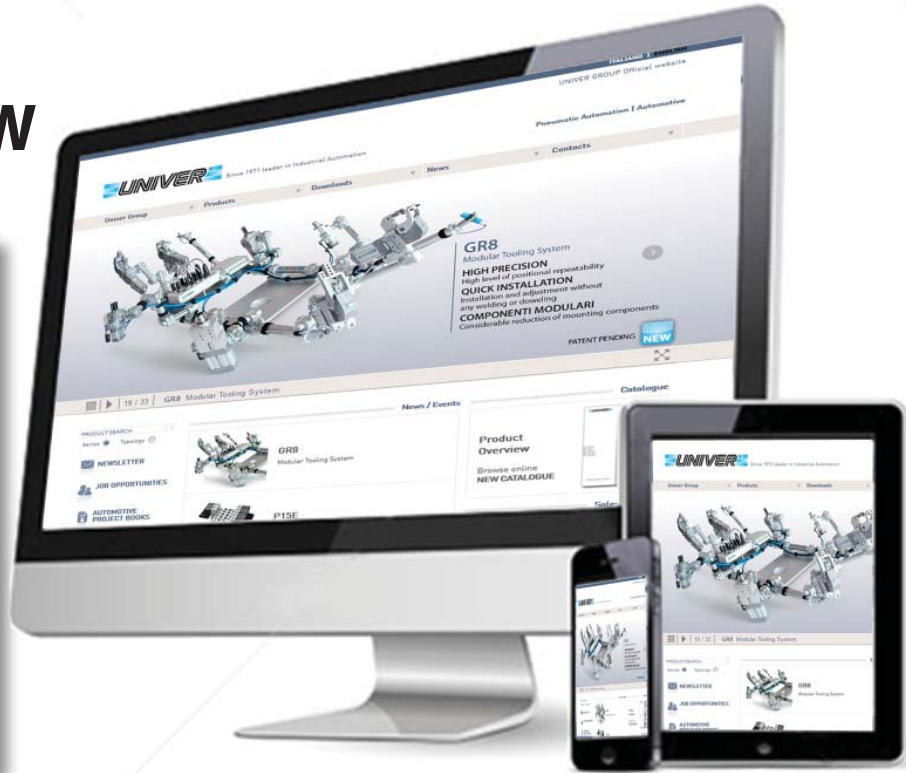 W
ITALIANO | ENGLISH
UNIVER GROUP Official website
Pneumatic Automation | Automotive
UNIVER Since 1971 leader in Industrial Automation
Univer Group Products Downloads News Contacts
GR8
Modular Tooling System
HIGH PRECISION
High level of positional repeatability
QUICK INSTALLATION
Installation and adjustment without
any welding or doweling
COMPONENTI MODULARI
Considerable reduction of mounting components
PATENT PENDING NEW
19 / 33 GR8 Modular Tooling System
News / Events
Catalogue
PRODUCT SEARCH
Series Typology
NEWSLETTER
JOB OPPORTUNITIES
AUTOMOTIVE
PROJECT BOOKS
GR8
Modular Tooling System
P15E
Product
Overview
Browse online
NEW CATALOGUE
Sales
UNIVER Since 1971 leader in Industrial Automation
Univer Group Products Downloads
19 / 33 GR8 Modular Tooling System
PRODUCT SEARCH
Series Typology
NEWSLETTER
JOB OPPORTUNITIES
AUTOMOTIVE
GR8
Modular Tooling System